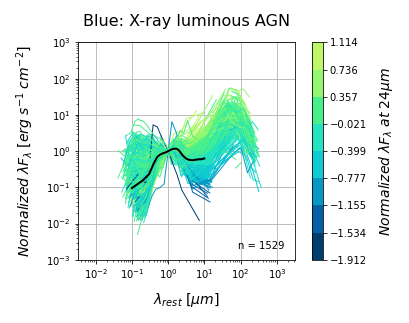 Blue: X-ray luminous AGN
Normalized λF_λ [erg s⁻¹ cm⁻²]
10³
10²
10¹
10⁰
10⁻¹
10⁻²
10⁻³
n = 1529
10⁻² 10⁻¹ 10⁰ 10¹ 10² 10³
λ_rest [μm]
1.114
0.736
0.357
−0.021
−0.399
−0.777
−1.155
−1.534
−1.912
Normalized λF_λ at 24μm